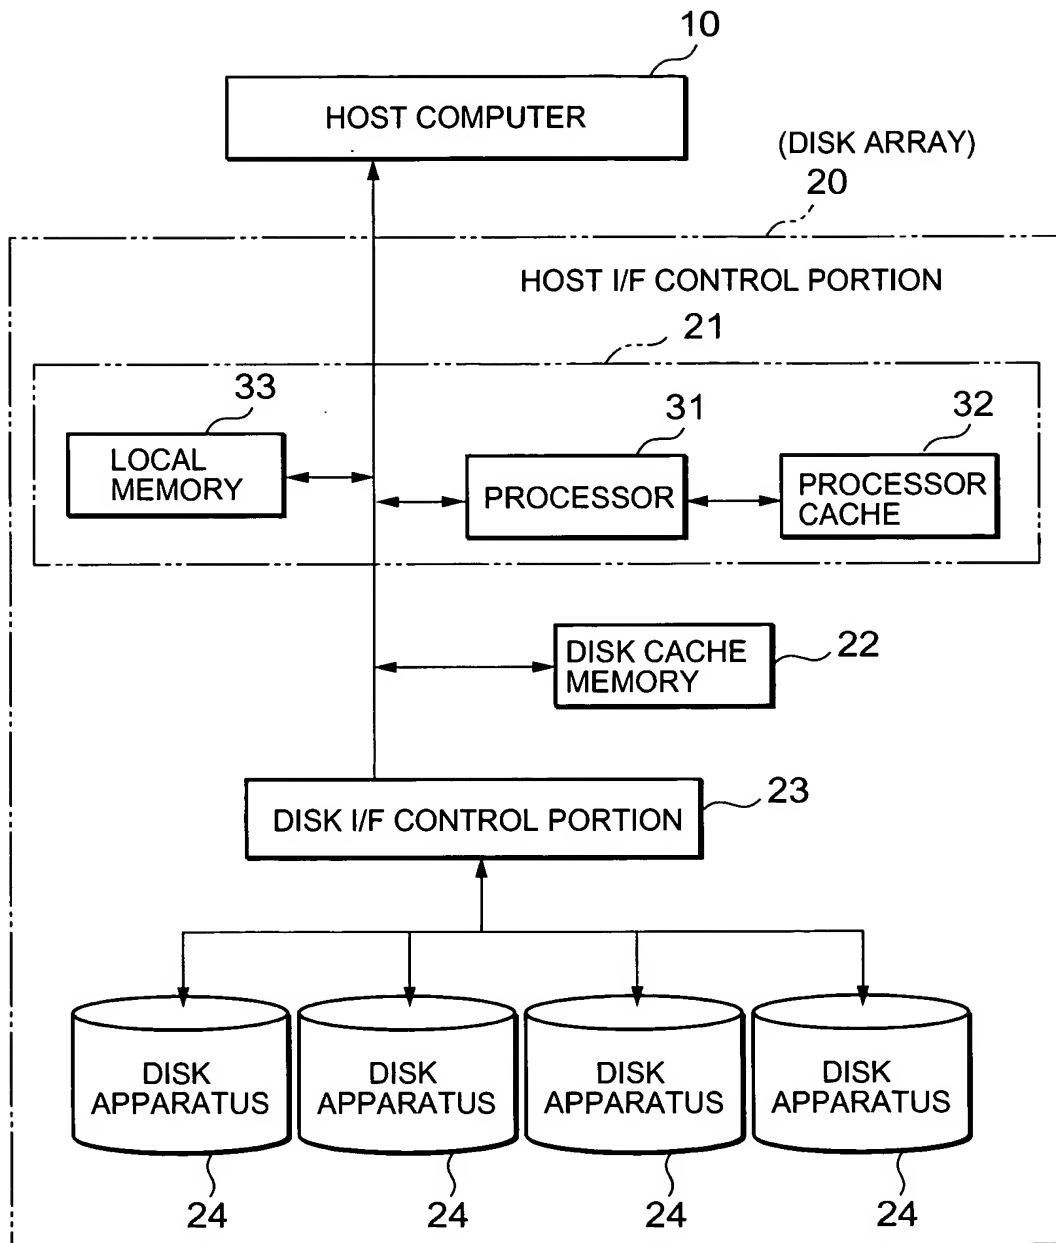 10
HOST COMPUTER
(DISK ARRAY)
20
HOST I/F CONTROL PORTION
21
33
31
32
LOCAL
MEMORY
PROCESSOR
PROCESSOR
CACHE
DISK CACHE
MEMORY
22
23
DISK I/F CONTROL PORTION
DISK
APPARATUS
DISK
APPARATUS
DISK
APPARATUS
DISK
APPARATUS
24
24
24
24